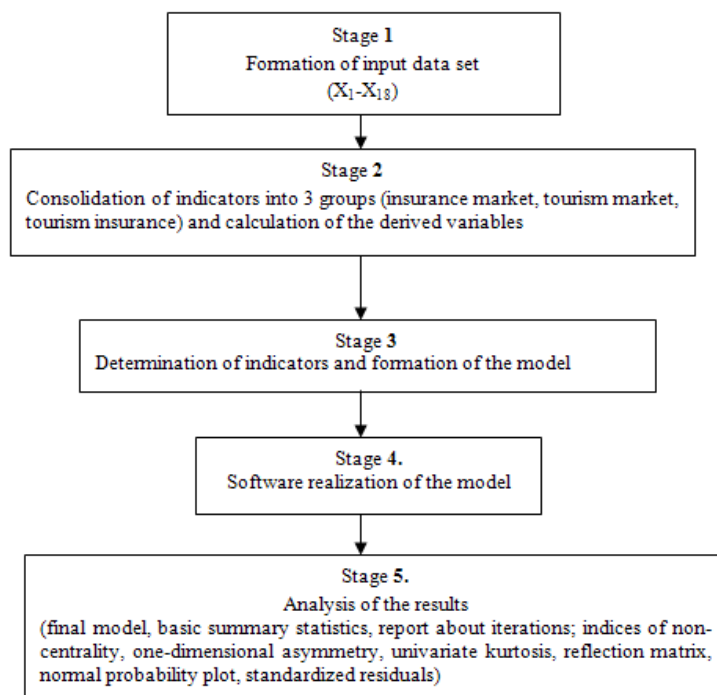 Stage 1
Formation of input data set
(X₁-X₁₈)
Stage 2
Consolidation of indicators into 3 groups (insurance market, tourism market,
tourism insurance) and calculation of the derived variables
Stage 3
Determination of indicators and formation of the model
Stage 4.
Software realization of the model
Stage 5.
Analysis of the results
(final model, basic summary statistics, report about iterations; indices of non-
centrality, one-dimensional asymmetry, univariate kurtosis, reflection matrix,
normal probability plot, standardized residuals)